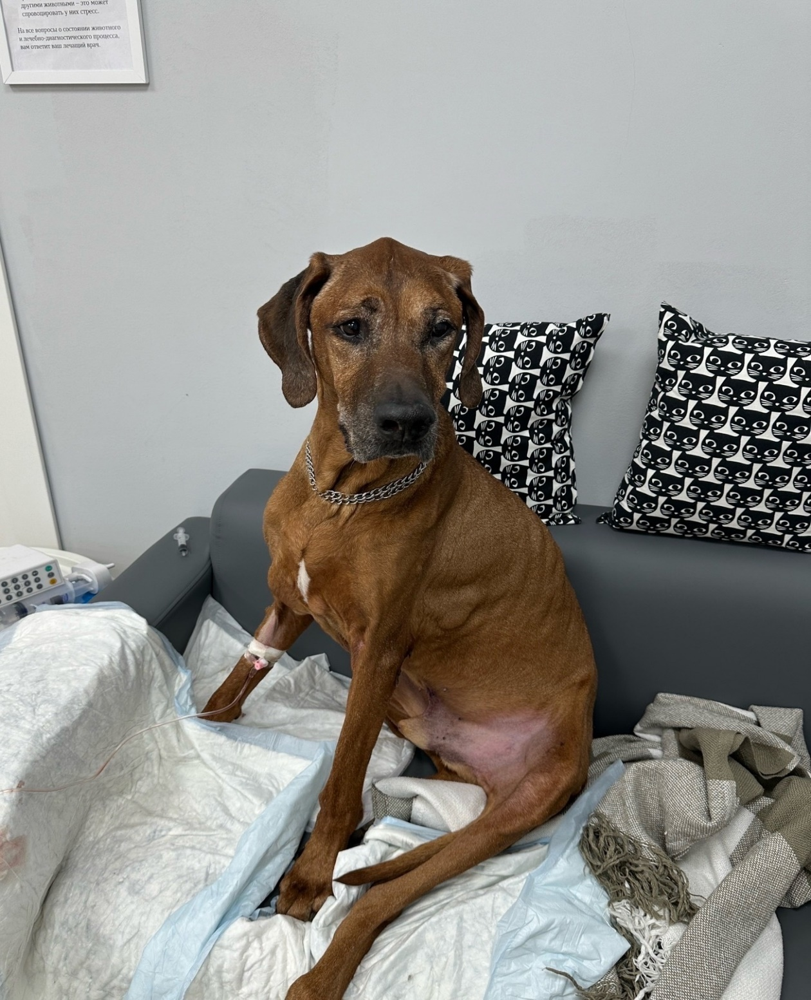 другими животными – это может
спровоцировать у них стресс.
На все вопросы о состоянии животного
и лечебно-диагностического процесса,
вам ответит ваш лечащий врач.